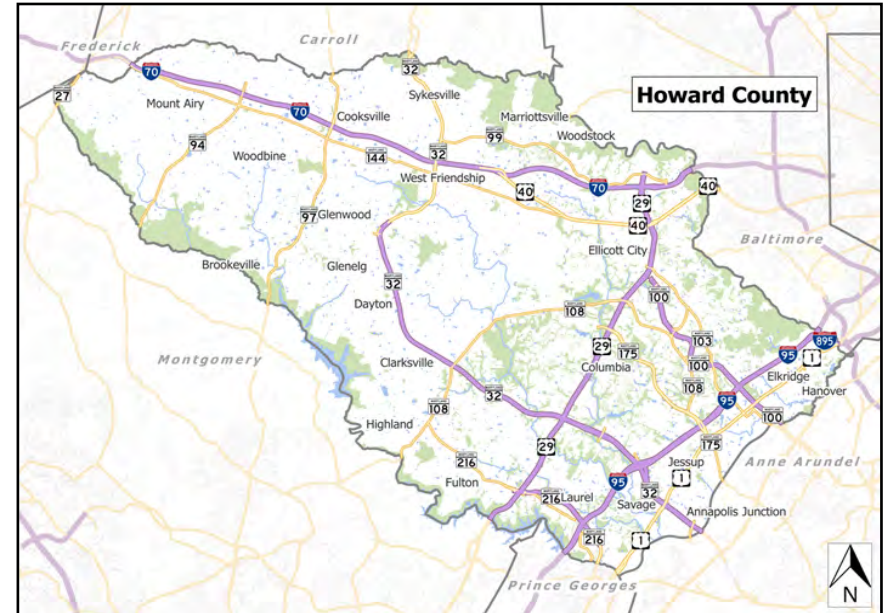 Frederick
Carroll
Howard County
70
32
27
Mount Airy
70
Sykesville
Cooksville
Marriottsville
94
99
Woodstock
Woodbine
144
32
West Friendship
40
70
40
29
97
Glenwood
40
Baltimore
Ellicott City
Brookeville
Glenelg
32
100
Dayton
108
895
103
29
175
95
1
Montgomery
Clarksville
Columbia
100
Elkridge
32
108
Hanover
95
108
100
Highland
29
175
216
Jessup
Anne Arundel
Fulton
95
1
216
Laurel
32
Savage
Annapolis Junction
216
1
Prince Georges
N